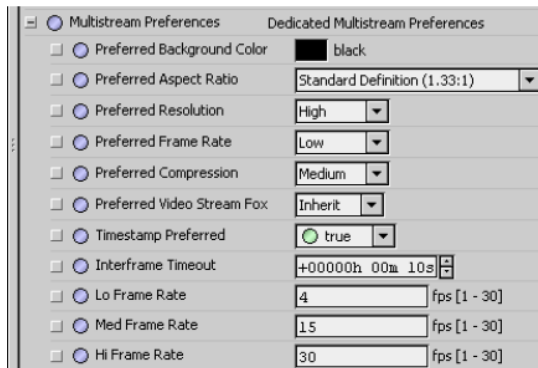 Multistream Preferences Dedicated Multistream Preferences
Preferred Background Color black
Preferred Aspect Ratio Standard Definition (1.33:1)
Preferred Resolution High
Preferred Frame Rate Low
Preferred Compression Medium
Preferred Video Stream Fox Inherit
Timestamp Preferred true
Interframe Timeout +00000h 00m 10s
Lo Frame Rate 4 fps [1 - 30]
Med Frame Rate 15 fps [1 - 30]
Hi Frame Rate 30 fps [1 - 30]